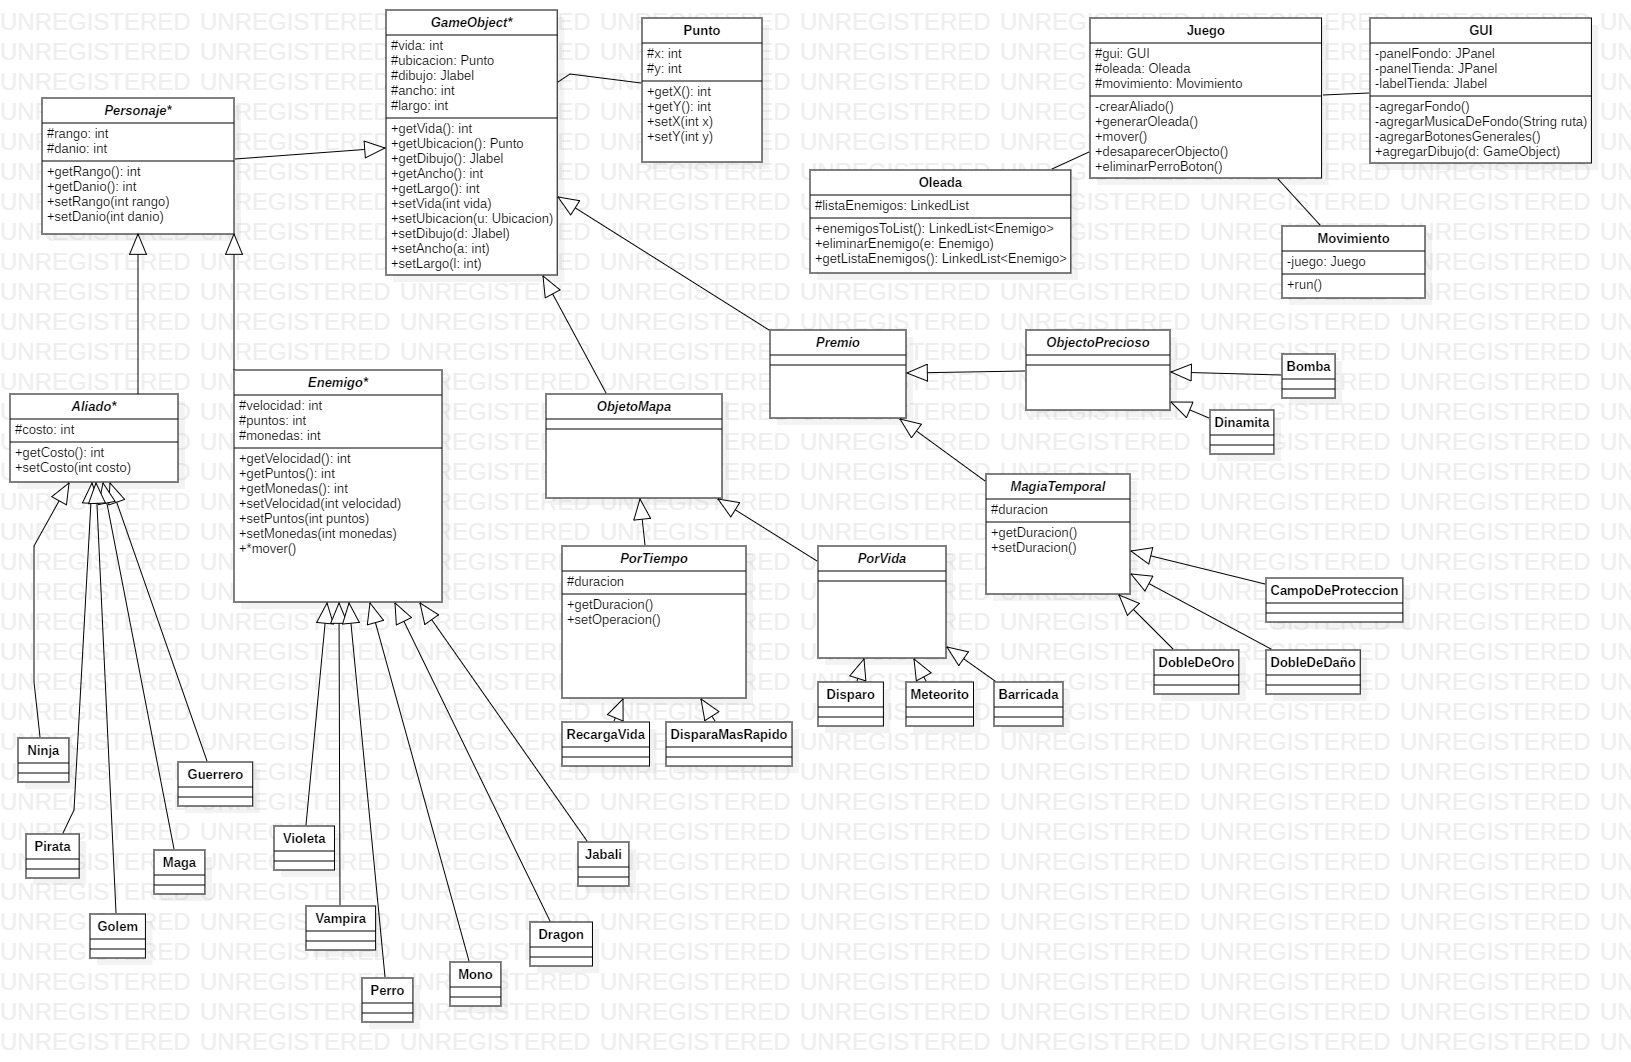 GameObject*
#vida: int
#ubicacion: Punto
#dibujo: Jlabel
#ancho: int
#largo: int
+getVida(): int
+getUbicacion(): Punto
+getDibujo(): Jlabel
+getAncho(): int
+getLargo(): int
+setVida(int vida)
+setUbicacion(u: Ubicacion)
+setDibujo(d: Jlabel)
+setAncho(a: int)
+setLargo(l: int)
Punto
#x: int
#y: int
+getX(): int
+getY(): int
+setX(int x)
+setY(int y)
Juego
#gui: GUI
#oleada: Oleada
#movimiento: Movimiento
-crearAliado()
+generarOleada()
+mover()
+desaparecerObjecto()
+eliminarPerroBoton()
GUI
-panelFondo: JPanel
-panelTienda: JPanel
-labelTienda: Jlabel
-agregarFondo()
-agregarMusicaDeFondo(String ruta)
-agregarBotonesGenerales()
+agregarDibujo(d: GameObject)
Personaje*
#rango: int
#danio: int
+getRango(): int
+getDanio(): int
+setRango(int rango)
+setDanio(int danio)
Oleada
#listaEnemigos: LinkedList
+enemigosToList(): LinkedList<Enemigo>
+eliminarEnemigo(e: Enemigo)
+getListaEnemigos(): LinkedList<Enemigo>
Movimiento
-juego: Juego
+run()
Premio
ObjectoPrecioso
Bomba
Dinamita
Enemigo*
#velocidad: int
#puntos: int
#monedas: int
+getVelocidad(): int
+getPuntos(): int
+getMonedas(): int
+setVelocidad(int velocidad)
+setPuntos(int puntos)
+setMonedas(int monedas)
+*mover()
Aliado*
#costo: int
+getCosto(): int
+setCosto(int costo)
ObjetoMapa
MagiaTemporal
#duracion
+getDuracion()
+setDuracion()
PorTiempo
#duracion
+getDuracion()
+setOperacion()
PorVida
CampoDeProteccion
DobleDeOro
DobleDeDaño
Disparo
Meteorito
Barricada
RecargaVida
DisparaMasRapido
Ninja
Guerrero
Pirata
Maga
Golem
Violeta
Jabali
Vampira
Dragon
Mono
Perro
UNREGISTERED